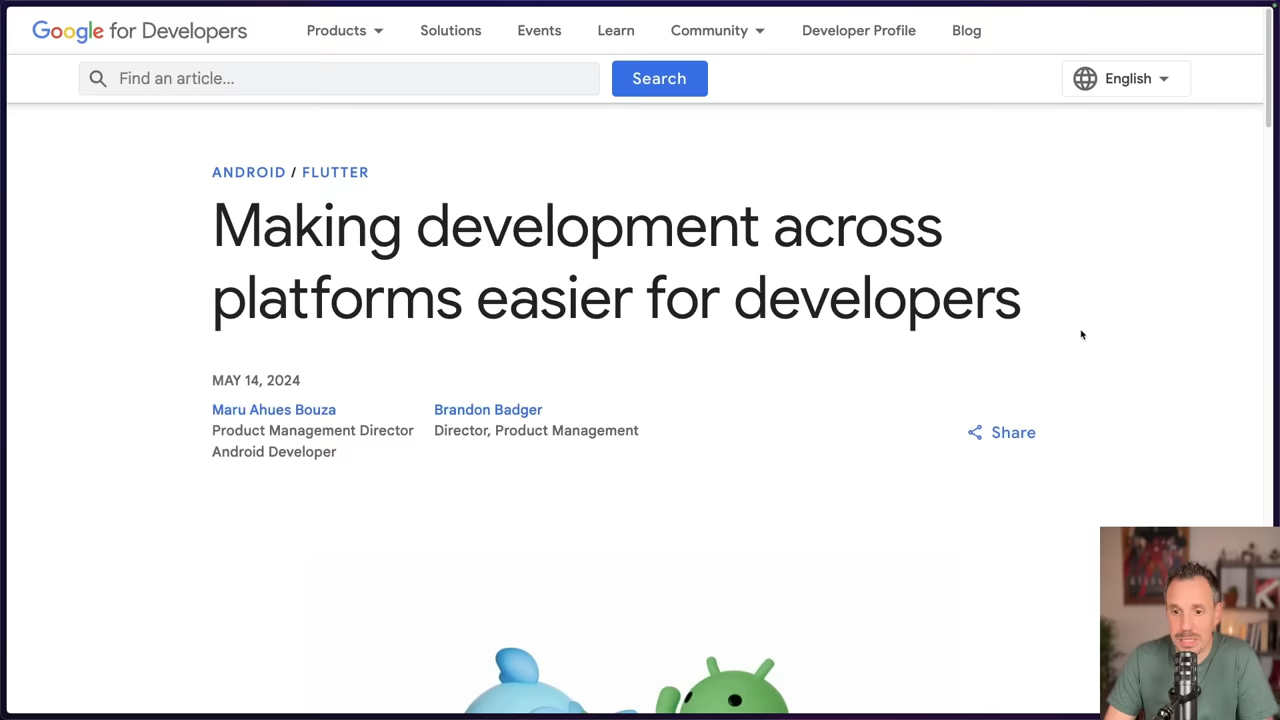 Google for Developers
Products
Solutions
Events
Learn
Community
Developer Profile
Blog
Find an article...
Search
English
ANDROID / FLUTTER
Making development across
platforms easier for developers
MAY 14, 2024
Maru Ahues Bouza
Product Management Director
Android Developer
Brandon Badger
Director, Product Management
Share